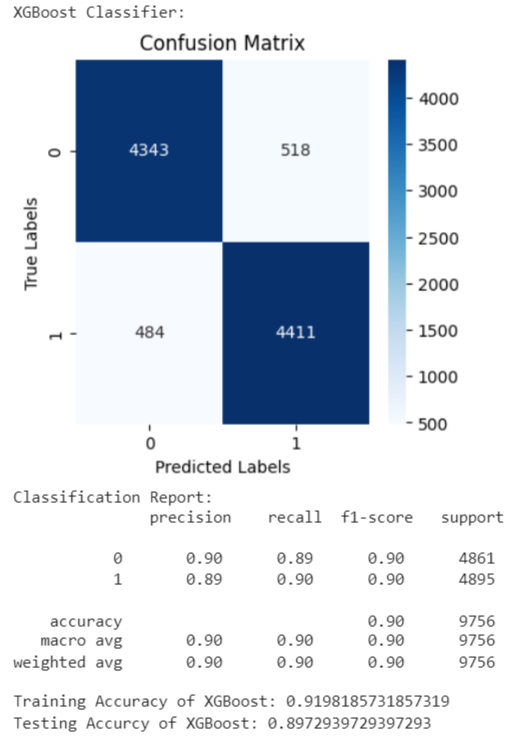 XGBoost Classifier:
Confusion Matrix
4343 518
484 4411
0
1
True Labels
0 1
Predicted Labels
4000
3500
3000
2500
2000
1500
1000
500
Classification Report:
precision recall f1-score support
0 0.90 0.89 0.90 4861
1 0.89 0.90 0.90 4895
accuracy 0.90 9756
macro avg 0.90 0.90 0.90 9756
weighted avg 0.90 0.90 0.90 9756
Training Accuracy of XGBoost: 0.9198185731857319
Testing Accurcy of XGBoost: 0.8972939729397293